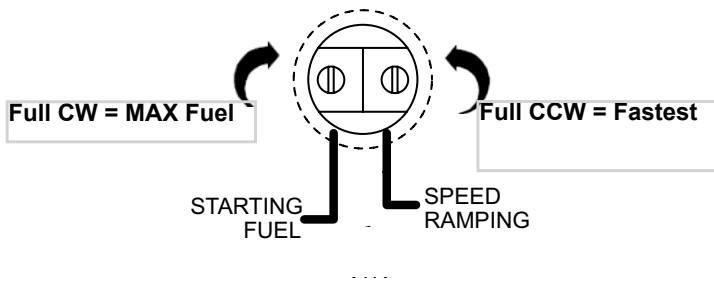 Full CW = MAX Fuel
Full CCW = Fastest
STARTING
FUEL
SPEED
RAMPING